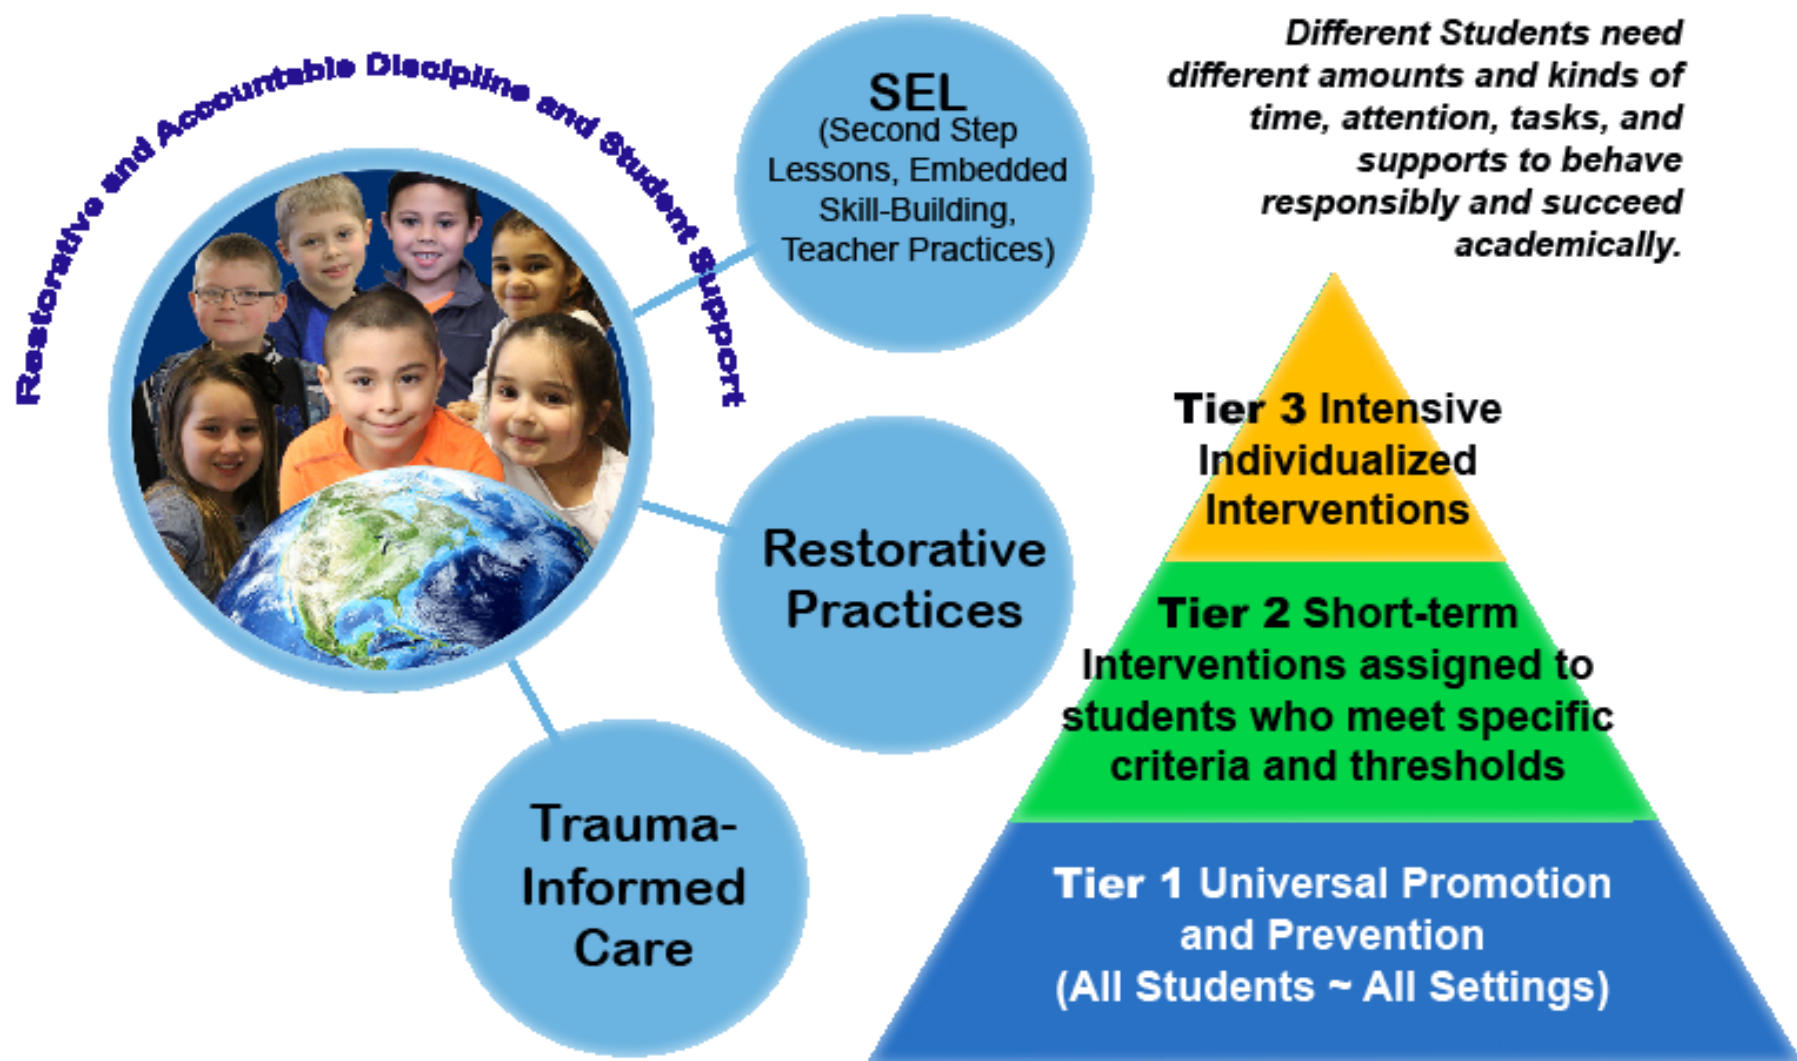 Restorative and Accountable Discipline and Student Support
SEL
(Second Step
Lessons, Embedded
Skill-Building,
Teacher Practices)
Restorative
Practices
Trauma-
Informed
Care
Different Students need
different amounts and kinds of
time, attention, tasks, and
supports to behave
responsibly and succeed
academically.
Tier 3 Intensive
Individualized
Interventions
Tier 2 Short-term
Interventions assigned to
students who meet specific
criteria and thresholds
Tier 1 Universal Promotion
and Prevention
(All Students ~ All Settings)